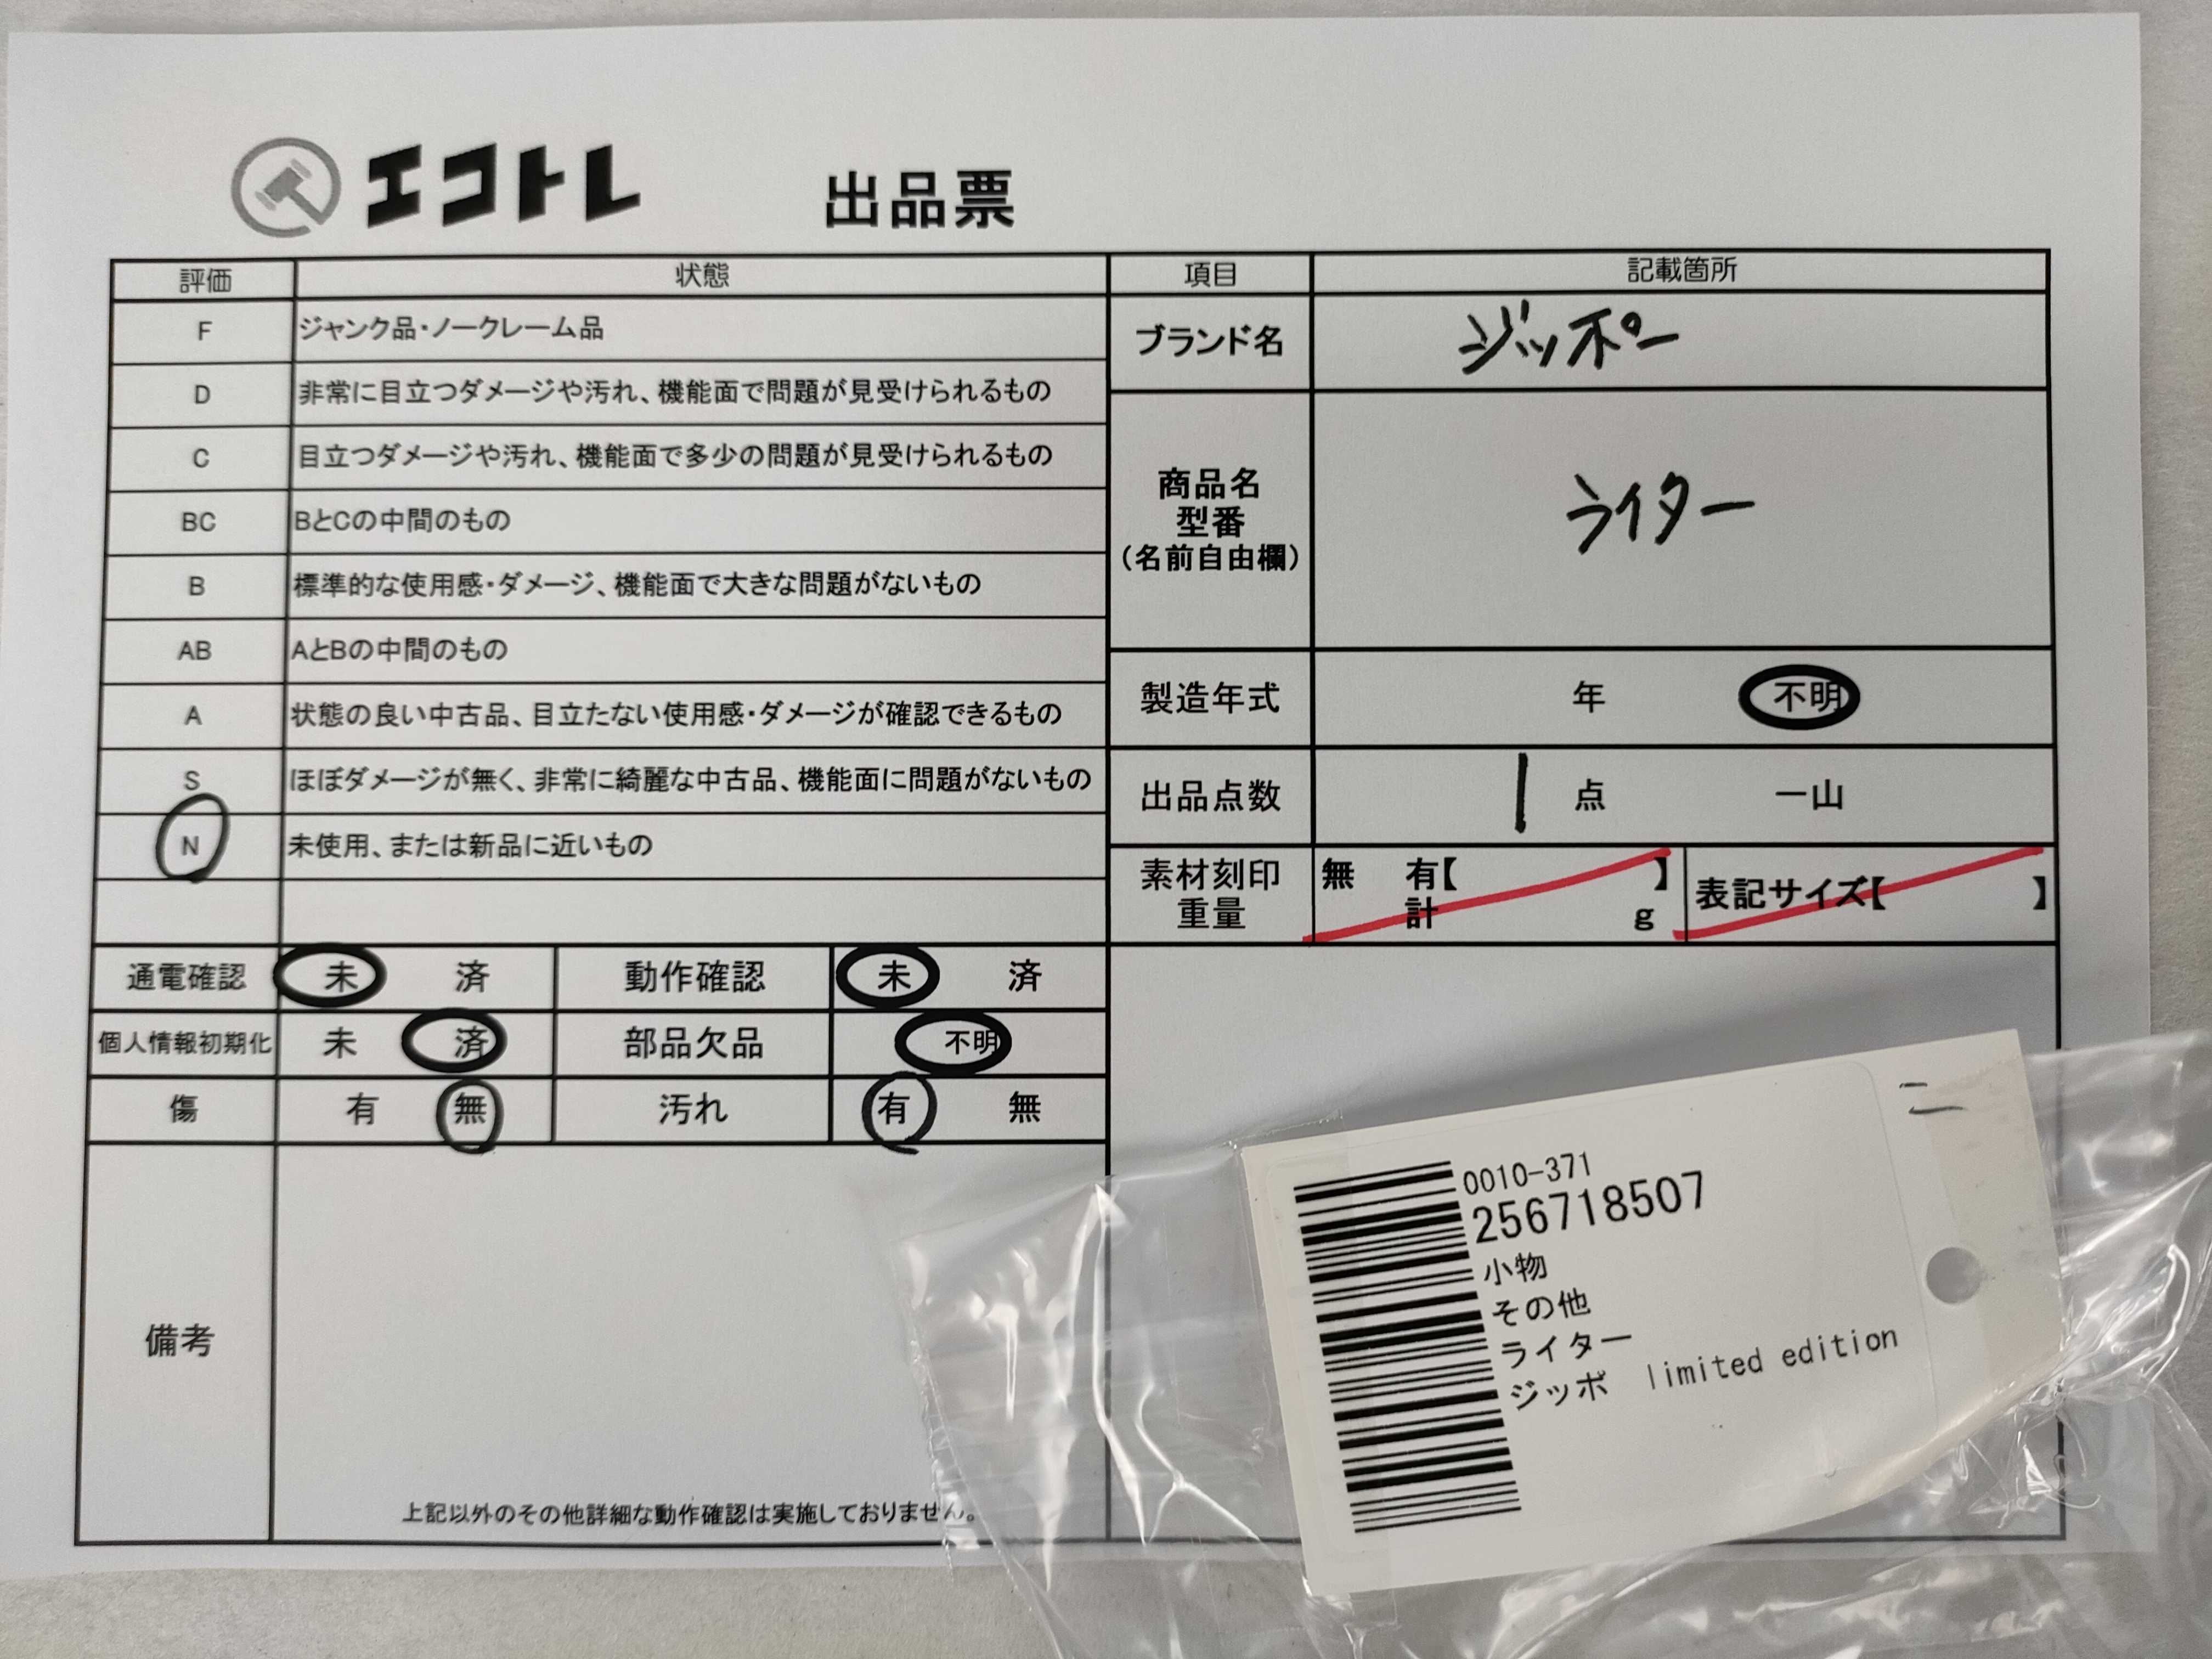 エコトレ 出品票
評価 状態
F ジャンク品・ノークレーム品
D 非常に目立つダメージや汚れ、機能面で問題が見受けられるもの
C 目立つダメージや汚れ、機能面で多少の問題が見受けられるもの
BC BとCの中間のもの
B 標準的な使用感・ダメージ、機能面で大きな問題がないもの
AB AとBの中間のもの
A 状態の良い中古品、目立たない使用感・ダメージが確認できるもの
S ほぼダメージが無く、非常に綺麗な中古品、機能面に問題がないもの
N 未使用、または新品に近いもの
通電確認 未 済 動作確認 未 済
個人情報初期化 未 済 部品欠品 不明
傷 有 無 汚れ 有 無
備考
上記以外のその他詳細な動作確認は実施しておりません。
項目 記載箇所
ブランド名 ジッポー
商品名
型番
(名前自由欄)
ライター
製造年式 年 不明
出品点数 1 点 一山
素材刻印 無 有【 】
重量 計 g
表記サイズ【 】
0010-371
256718507
小物
その他
ライター
ジッポ limited edition